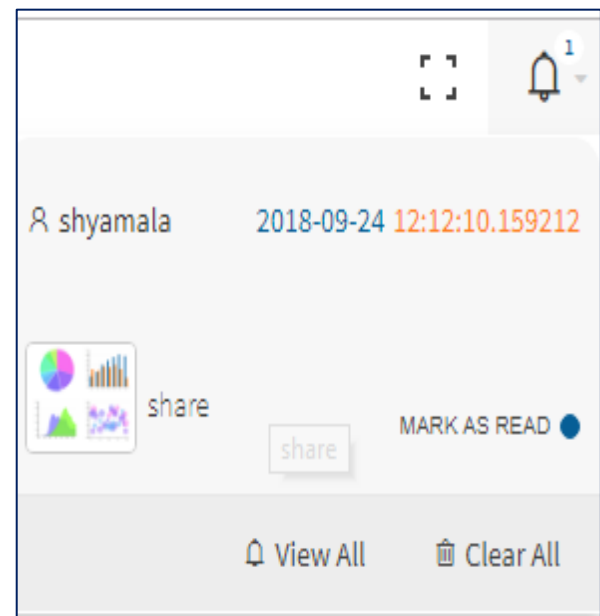 1
shyamala 2018-09-24 12:12:10.159212
share
share
MARK AS READ
View All Clear All